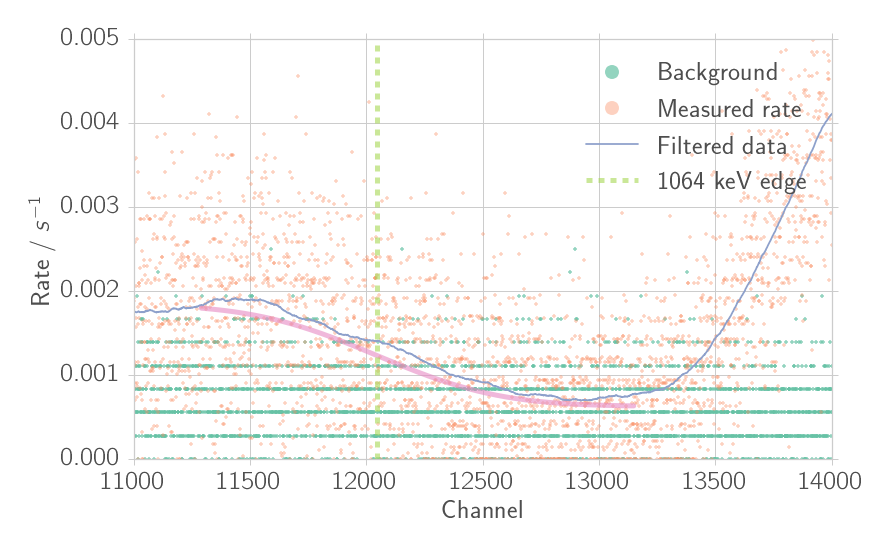 0.005
0.004
0.003
0.002
0.001
0.000
Rate / s⁻¹
Background
Measured rate
Filtered data
1064 keV edge
11000 11500 12000 12500 13000 13500 14000
Channel